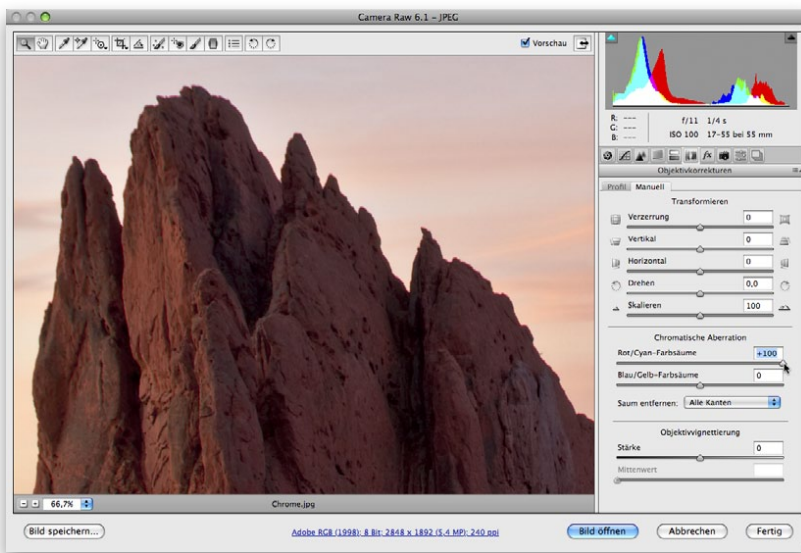 Camera Raw 6.1 – JPEG
Vorschau
R: ---
G: ---
B: ---
f/11 1/4 s
ISO 100 17-55 bei 55 mm
Objektivkorrekturen
Profil Manuell
Transformieren
Verzerrung 0
Vertikal 0
Horizontal 0
Drehen 0,0
Skalieren 100
Chromatische Aberration
Rot/Cyan-Farbsäume +100
Blau/Gelb-Farbsäume 0
Saum entfernen: Alle Kanten
Objektivvignettierung
Stärke 0
Mittenwert
66,7% Chrome.jpg
Bild speichern... Adobe RGB (1998); 8 Bit; 2848 x 1892 (5.4 MP); 240 ppi Bild öffnen Abbrechen Fertig